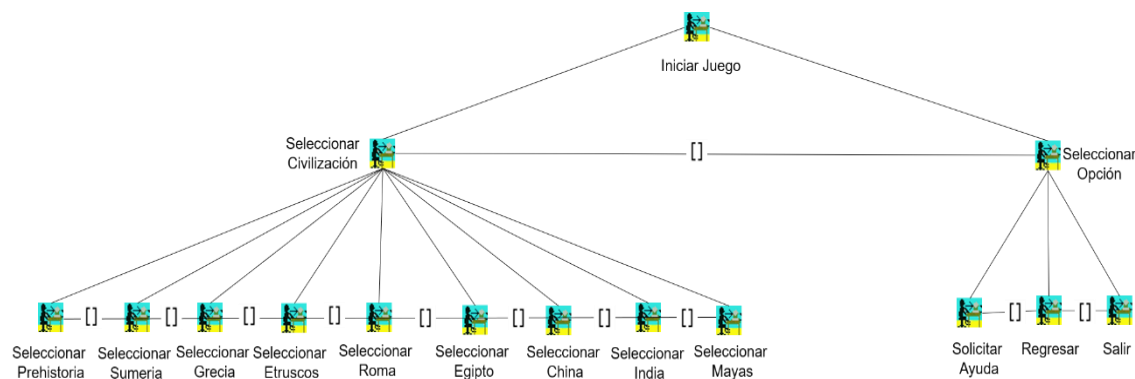 Iniciar Juego
Seleccionar
Civilización
[]
Seleccionar
Opción
[] [] [] [] [] [] [] [] [] []
Seleccionar
Prehistoria
Seleccionar
Sumeria
Seleccionar
Grecia
Seleccionar
Etruscos
Seleccionar
Roma
Seleccionar
Egipto
Seleccionar
China
Seleccionar
India
Seleccionar
Mayas
Solicitar
Ayuda
Regresar
Salir